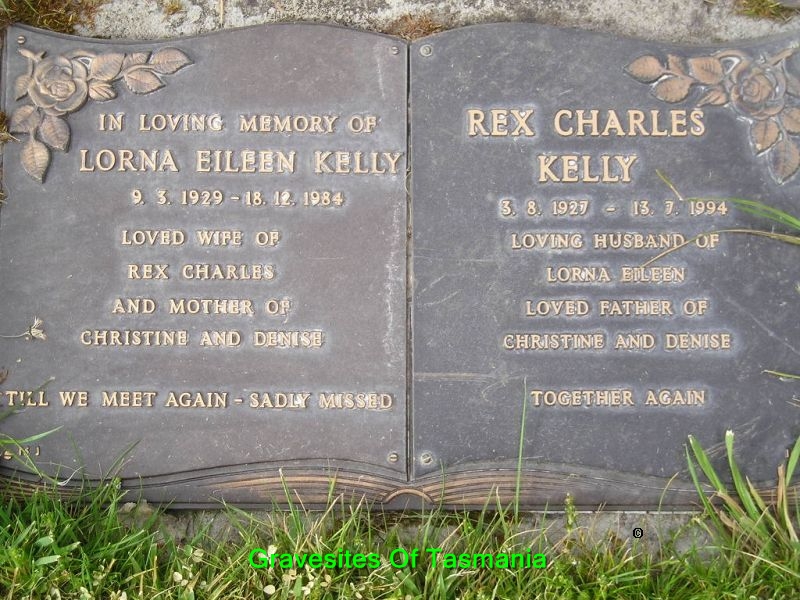 IN LOVING MEMORY OF
LORNA EILEEN KELLY
9. 3. 1929 - 18. 12. 1984
LOVED WIFE OF
REX CHARLES
AND MOTHER OF
CHRISTINE AND DENISE
TILL WE MEET AGAIN - SADLY MISSED
REX CHARLES
KELLY
3. 8. 1927 - 13. 7. 1994
LOVING HUSBAND OF
LORNA EILEEN
LOVED FATHER OF
CHRISTINE AND DENISE
TOGETHER AGAIN
Gravesites Of Tasmania